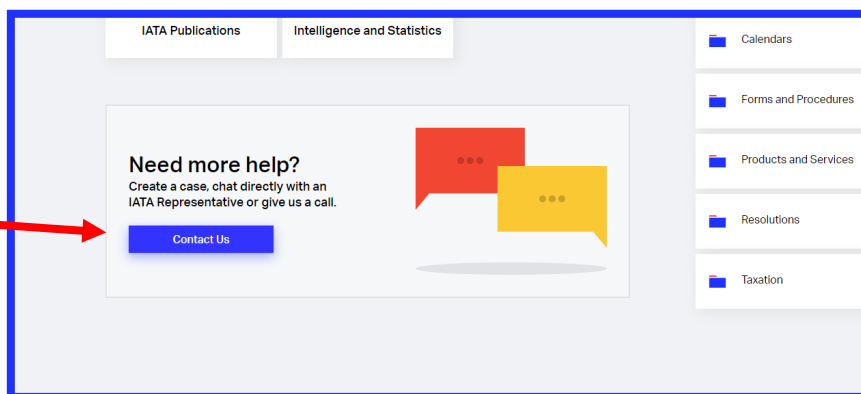 IATA Publications
Intelligence and Statistics
Need more help?
Create a case, chat directly with an
IATA Representative or give us a call.
Contact Us
Calendars
Forms and Procedures
Products and Services
Resolutions
Taxation